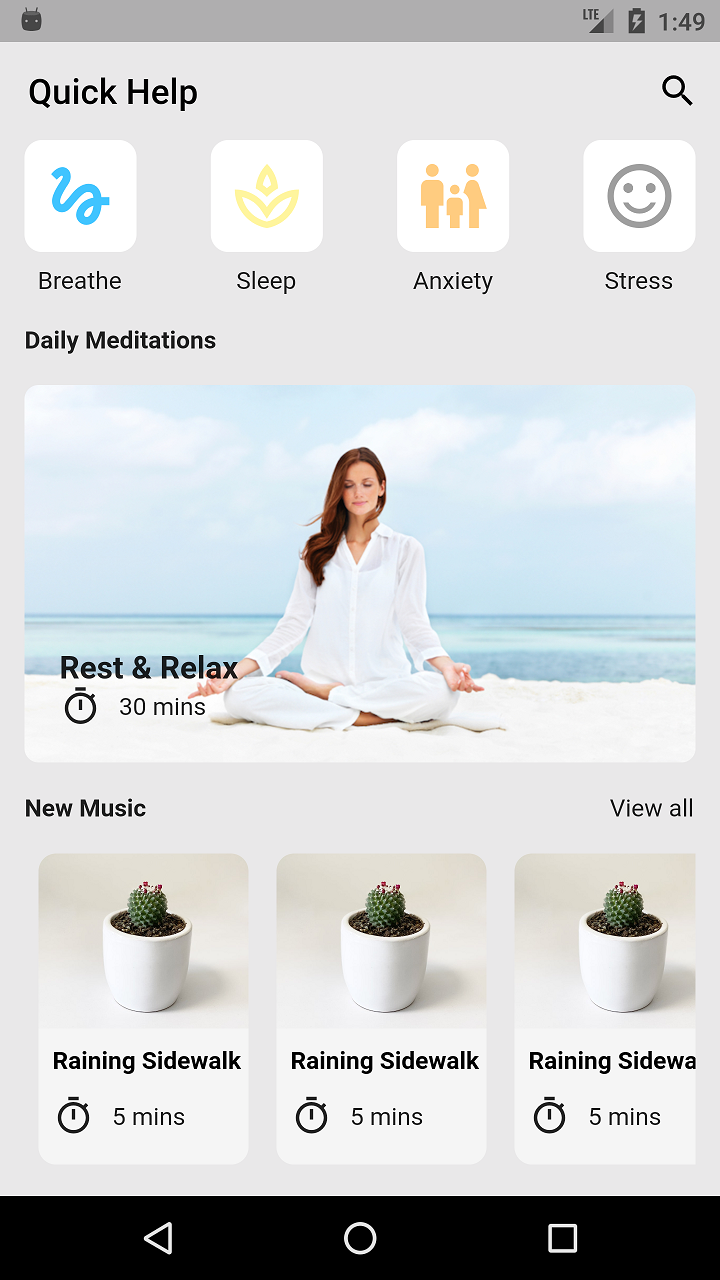 LTE 1:49
Quick Help
Breathe Sleep Anxiety Stress
Daily Meditations
Rest & Relax
30 mins
New Music View all
Raining Sidewalk Raining Sidewalk Raining Sidewa
5 mins 5 mins 5 mins